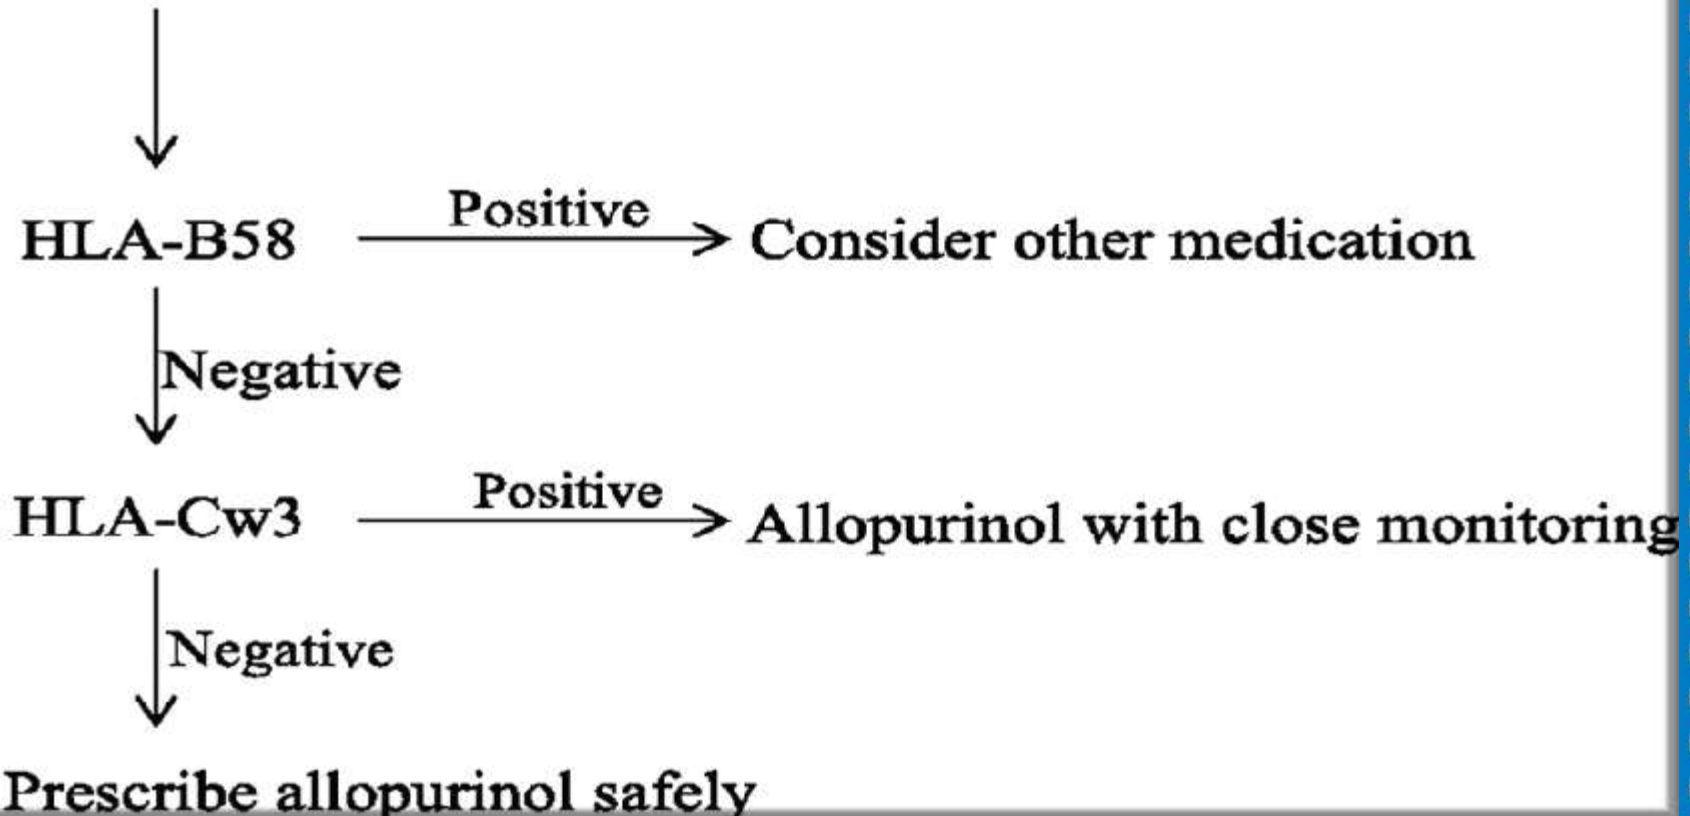 Positive
HLA-B58
Consider other medication
Negative
Positive
HLA-Cw3
Allopurinol with close monitoring
Negative
Prescribe allopurinol safely